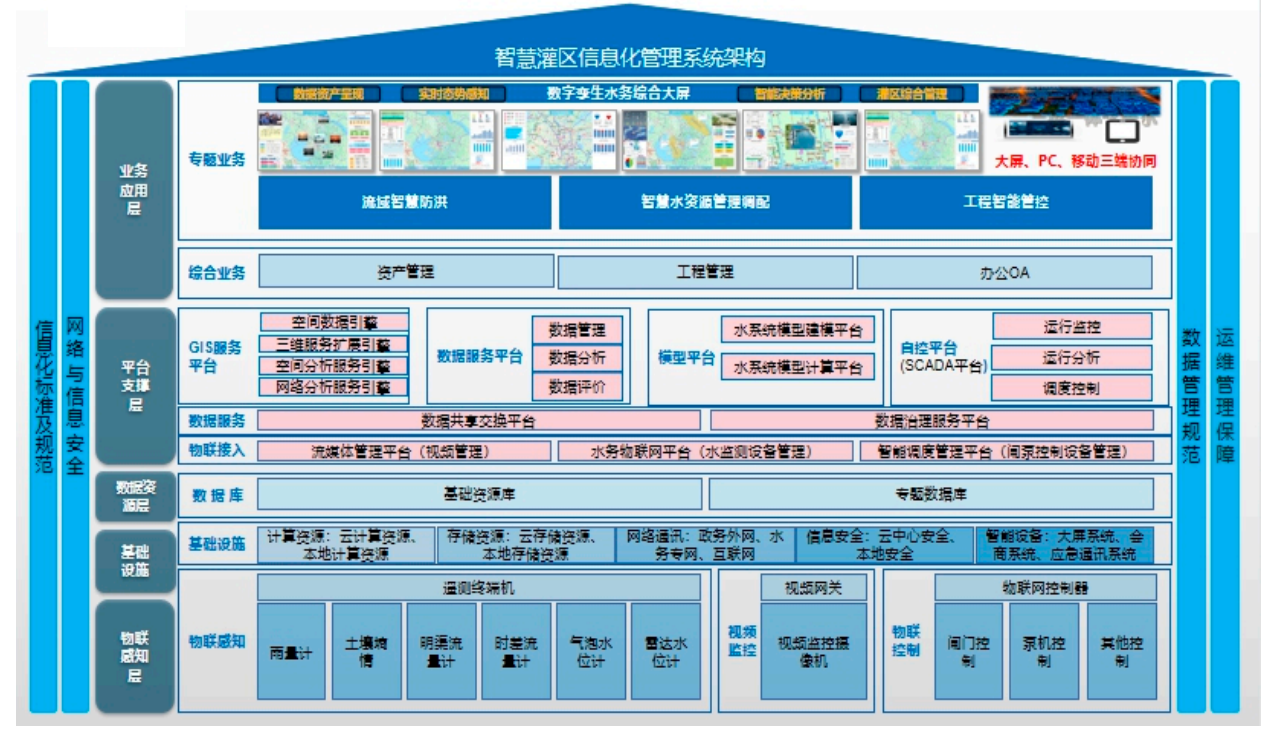 智慧灌区信息化管理系统架构
信息化标准及规范
网络与信息安全
业务
应用
层
专题业务
数据资产呈现
实时态势感知
数字孪生水务综合大屏
智能决策分析
灌区综合管理
大屏、PC、移动三端协同
流域智慧防洪
智慧水资源管理调配
工程智能管控
综合业务
资产管理
工程管理
办公OA
平台
支撑
层
GIS服务
平台
空间数据引擎
三维服务扩展引擎
空间分析服务引擎
网络分析服务引擎
数据服务平台
数据管理
数据分析
数据评价
模型平台
水系统模型建模平台
水系统模型计算平台
自控平台
(SCADA平台)
运行监控
运行分析
调度控制
数据服务
数据共享交换平台
数据治理服务平台
物联接入
流媒体管理平台（视频管理）
水务物联网平台（水监测设备管理）
智能调度管理平台（闸泵控制设备管理）
数据资
源层
数据库
基础资源库
专题数据库
基础
设施
基础设施
计算资源：云计算资源、
本地计算资源
存储资源：云存储资源、
本地存储资源
网络通讯：政务外网、水
务专网、互联网
信息安全：云中心安全、
本地安全
智能设备：大屏系统、会
商系统、应急通讯系统
物联
感知
层
物联感知
遥测终端机
雨量计
土壤墒
情
明渠流
量计
时差流
量计
气泡水
位计
雷达水
位计
视频
监控
视频网关
视频监控摄
像机
物联
控制
物联网控制器
闸门控
制
泵机控
制
其他控
制
数据管理规范
运维管理保障